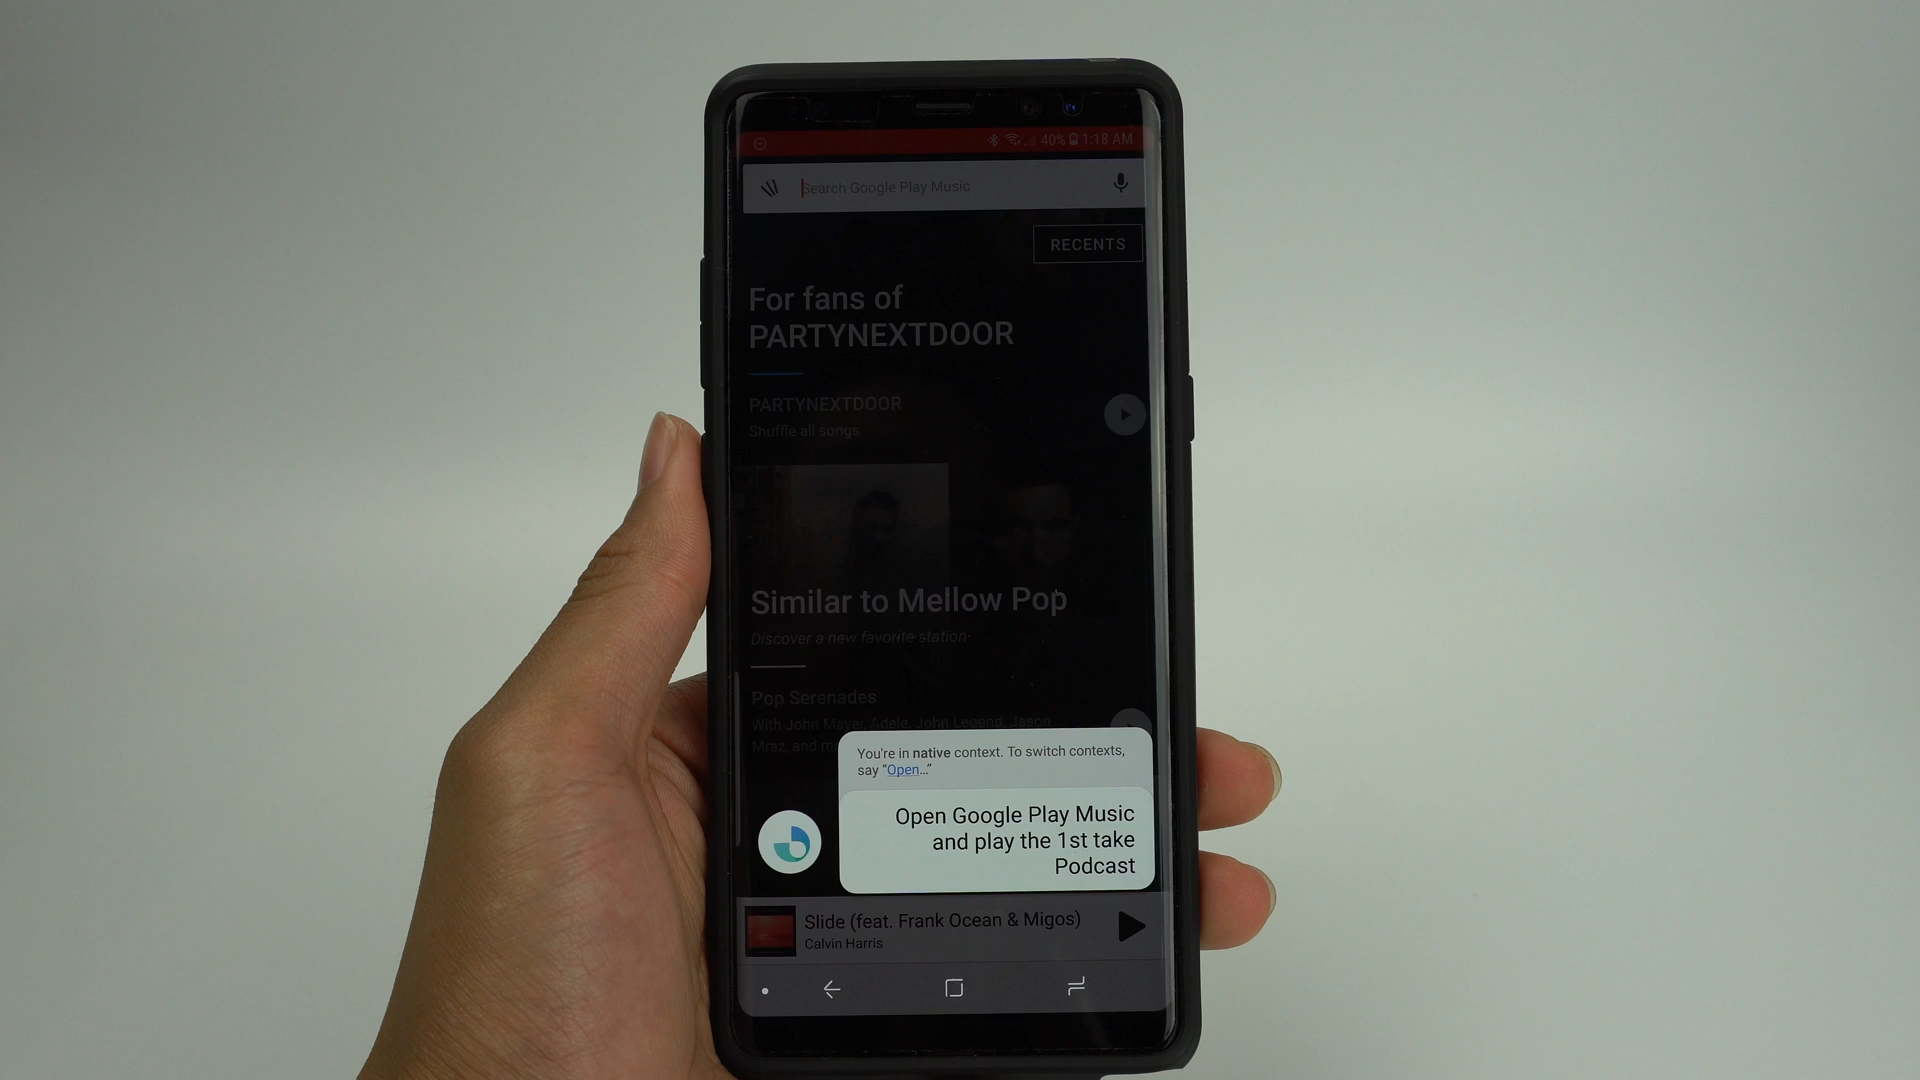 40% 1:18 AM
Search Google Play Music
RECENTS
For fans of
PARTYNEXTDOOR
PARTYNEXTDOOR
Shuffle all songs
Similar to Mellow Pop
Discover a new favorite station
Pop Serenades
With John Mayer, Adele, John Legend, Jason
Mraz, and
You're in native context. To switch contexts,
say “Open...”
Open Google Play Music
and play the 1st take
Podcast
Slide (feat. Frank Ocean & Migos)
Calvin Harris